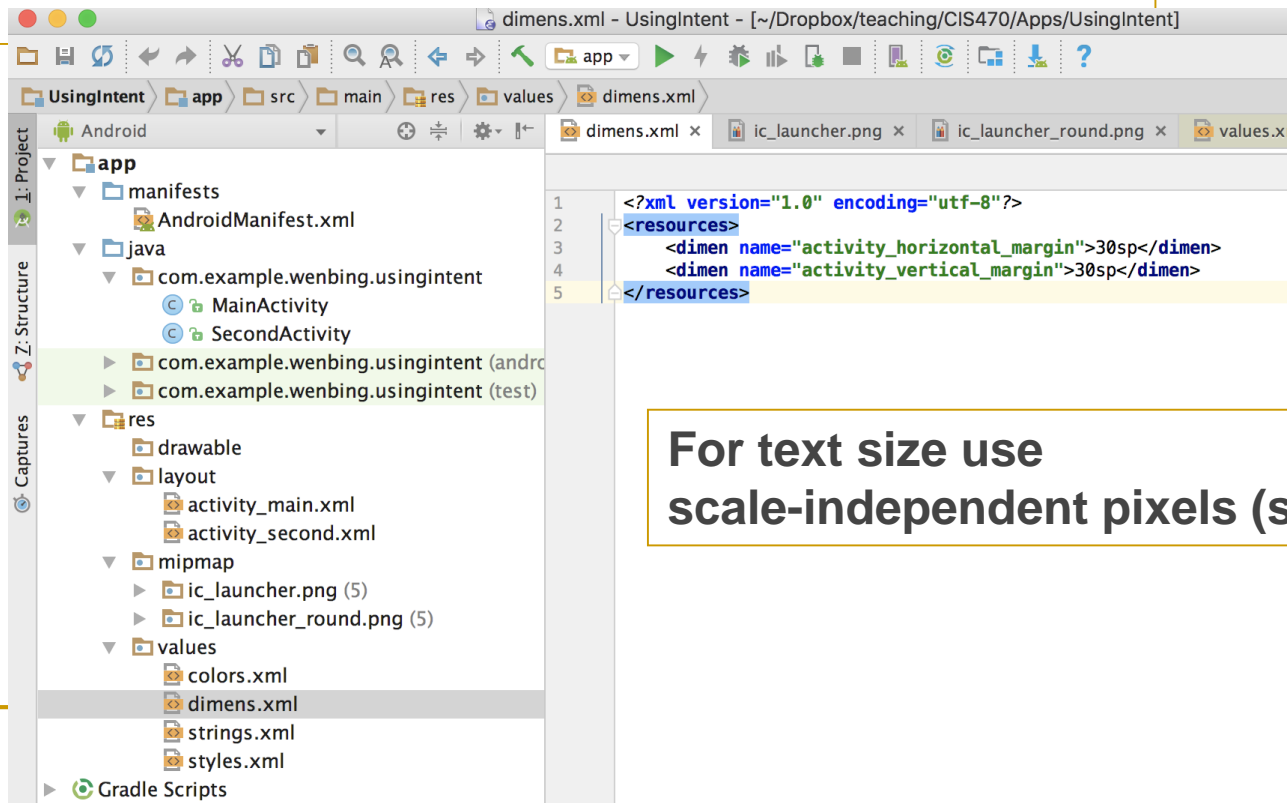 dimens.xml - UsingIntent - [~/Dropbox/teaching/CIS470/Apps/UsingIntent]
app
UsingIntent app src main res values dimens.xml
1: Project
Z: Structure
Captures
Android
app
manifests
AndroidManifest.xml
java
com.example.wenbing.usingintent
MainActivity
SecondActivity
com.example.wenbing.usingintent (andro
com.example.wenbing.usingintent (test)
res
drawable
layout
activity_main.xml
activity_second.xml
mipmap
ic_launcher.png (5)
ic_launcher_round.png (5)
values
colors.xml
dimens.xml
strings.xml
styles.xml
Gradle Scripts
dimens.xml ic_launcher.png ic_launcher_round.png values.x
1 <?xml version="1.0" encoding="utf-8"?>
2 <resources>
3 <dimen name="activity_horizontal_margin">30sp</dimen>
4 <dimen name="activity_vertical_margin">30sp</dimen>
5 </resources>
For text size use
scale-independent pixels (s